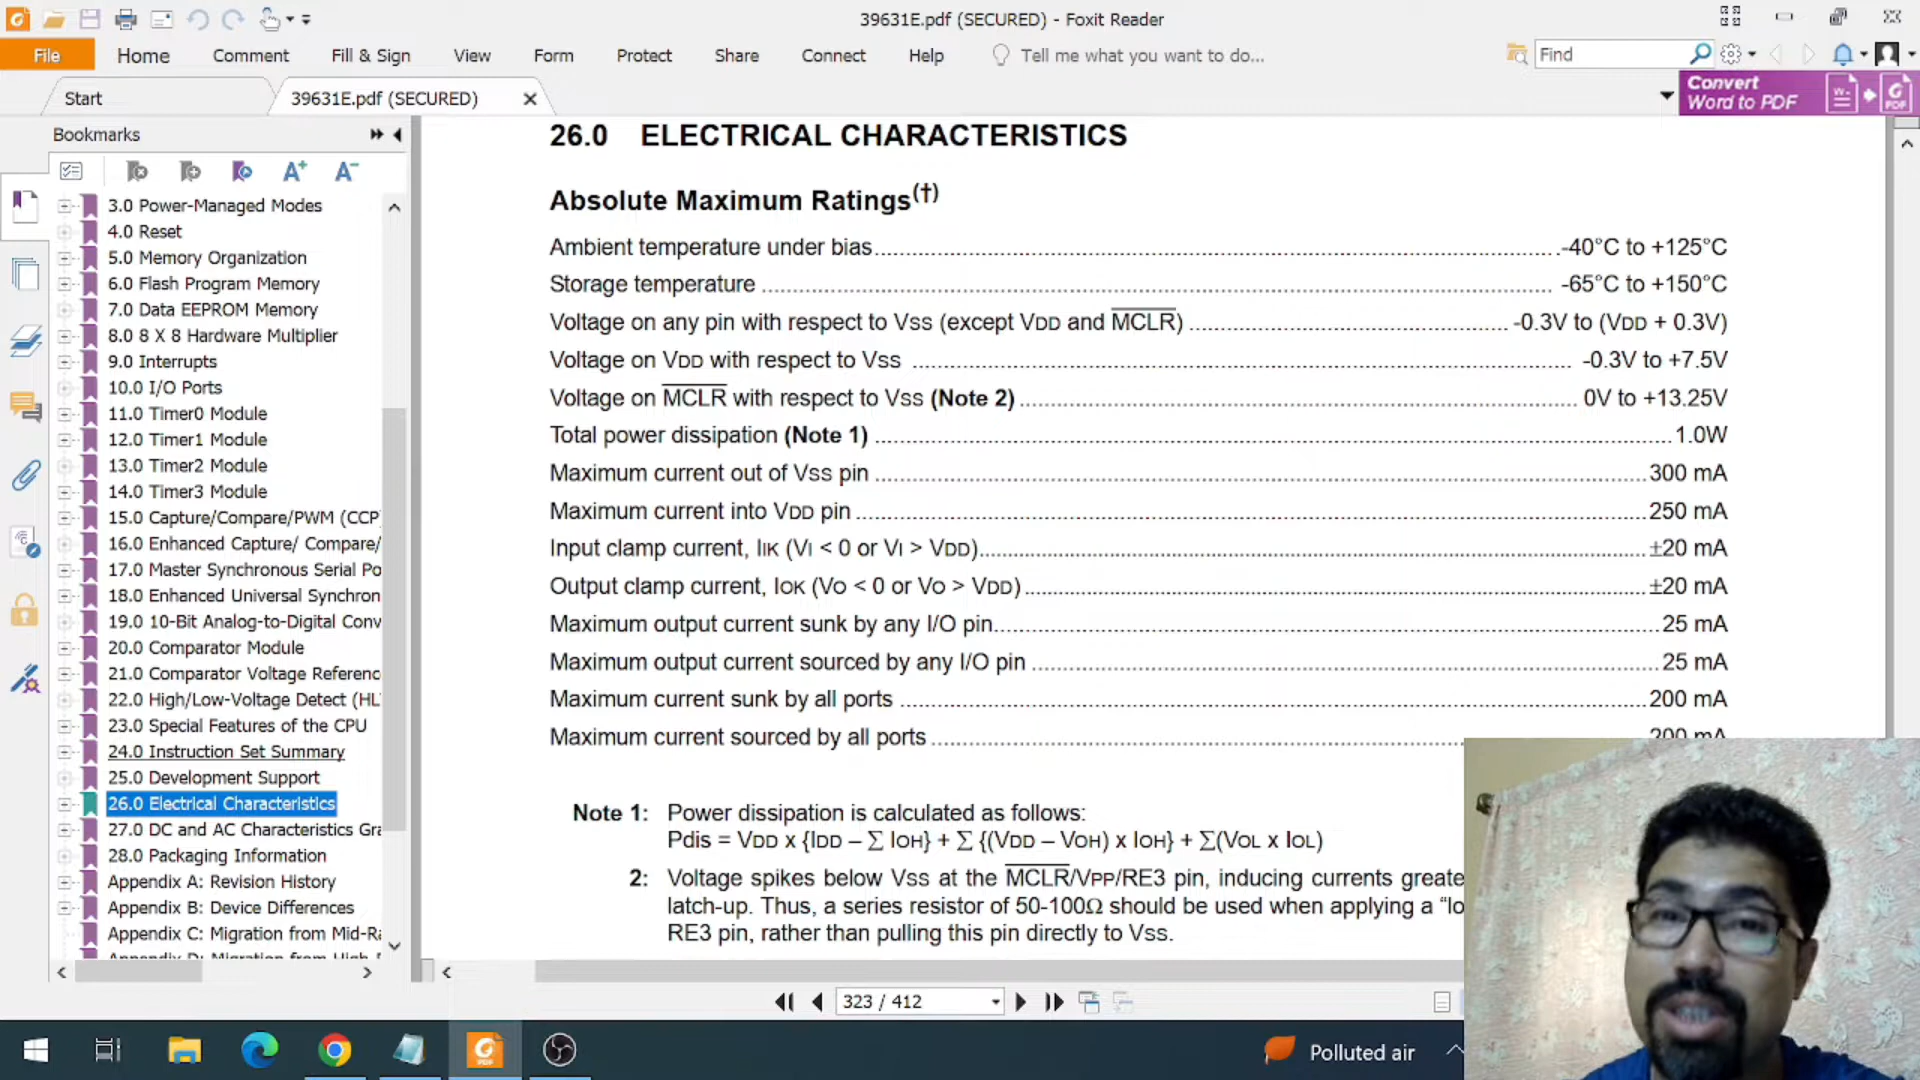 39631E.pdf (SECURED) - Foxit Reader
File Home Comment Fill & Sign View Form Protect Share Connect Help Tell me what you want to do... Find
Start 39631E.pdf (SECURED)
Convert
Word to PDF
Bookmarks
3.0 Power-Managed Modes
4.0 Reset
5.0 Memory Organization
6.0 Flash Program Memory
7.0 Data EEPROM Memory
8.0 8 X 8 Hardware Multiplier
9.0 Interrupts
10.0 I/O Ports
11.0 Timer0 Module
12.0 Timer1 Module
13.0 Timer2 Module
14.0 Timer3 Module
15.0 Capture/Compare/PWM (CCP)
16.0 Enhanced Capture/ Compare/
17.0 Master Synchronous Serial Po
18.0 Enhanced Universal Synchron
19.0 10-Bit Analog-to-Digital Conv
20.0 Comparator Module
21.0 Comparator Voltage Referenc
22.0 High/Low-Voltage Detect (HL
23.0 Special Features of the CPU
24.0 Instruction Set Summary
25.0 Development Support
26.0 Electrical Characteristics
27.0 DC and AC Characteristics Gra
28.0 Packaging Information
Appendix A: Revision History
Appendix B: Device Differences
Appendix C: Migration from Mid-Ra
26.0 ELECTRICAL CHARACTERISTICS
Absolute Maximum Ratings(†)
Ambient temperature under bias -40°C to +125°C
Storage temperature -65°C to +150°C
Voltage on any pin with respect to VSS (except VDD and MCLR) -0.3V to (VDD + 0.3V)
Voltage on VDD with respect to VSS -0.3V to +7.5V
Voltage on MCLR with respect to VSS (Note 2) 0V to +13.25V
Total power dissipation (Note 1) 1.0W
Maximum current out of VSS pin 300 mA
Maximum current into VDD pin 250 mA
Input clamp current, IIK (VI < 0 or VI > VDD) ±20 mA
Output clamp current, IOK (VO < 0 or VO > VDD) ±20 mA
Maximum output current sunk by any I/O pin 25 mA
Maximum output current sourced by any I/O pin 25 mA
Maximum current sunk by all ports 200 mA
Maximum current sourced by all ports 200 mA
Note 1: Power dissipation is calculated as follows:
Pdis = VDD x {IDD – ∑ IOH} + ∑ {(VDD – VOH) x IOH} + ∑(VOL x IOL)
2: Voltage spikes below VSS at the MCLR/VPP/RE3 pin, inducing currents greate
latch-up. Thus, a series resistor of 50-100Ω should be used when applying a “lo
RE3 pin, rather than pulling this pin directly to VSS.
323 / 412
Polluted air